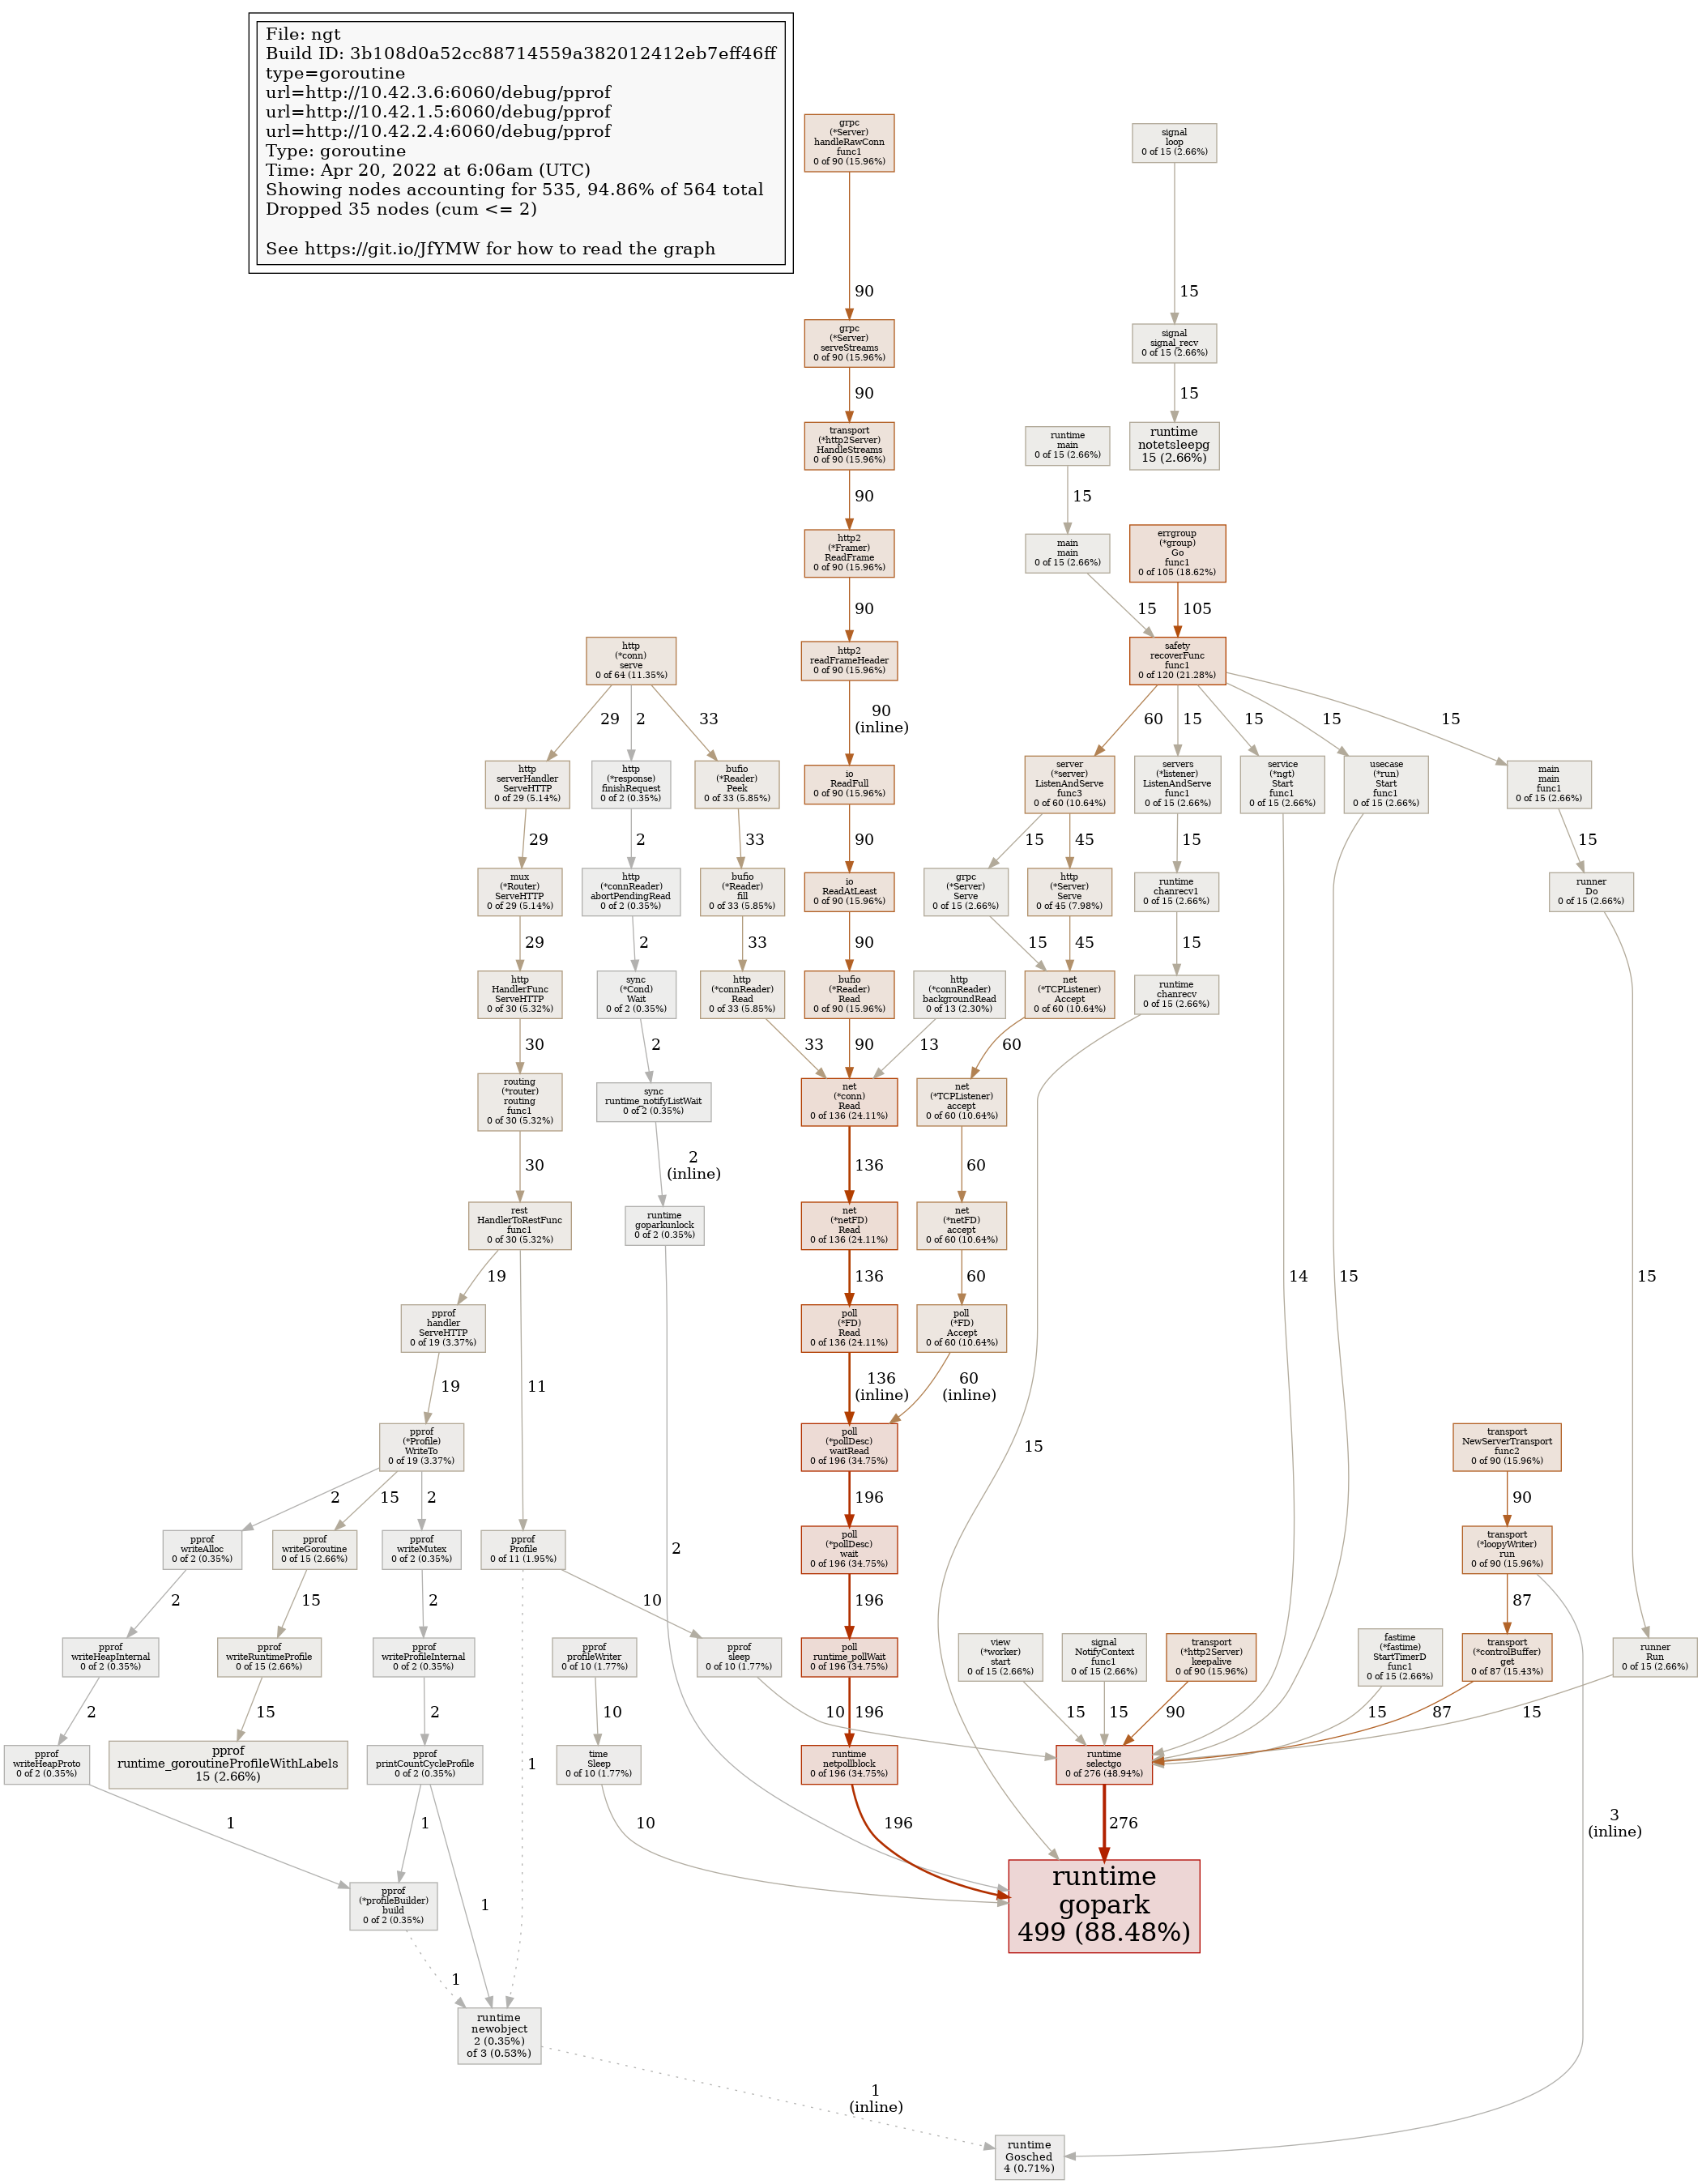 File: ngt
Build ID: 3b108d0a52cc88714559a382012412eb7eff46ff
type=goroutine
url=http://10.42.3.6:6060/debug/pprof
url=http://10.42.1.5:6060/debug/pprof
url=http://10.42.2.4:6060/debug/pprof
Type: goroutine
Time: Apr 20, 2022 at 6:06am (UTC)
Showing nodes accounting for 535, 94.86% of 564 total
Dropped 35 nodes (cum <= 2)
See https://git.io/JfYMW for how to read the graph
grpc
(*Server)
handleRawConn
func1
0 of 90 (15.96%)
signal
loop
0 of 15 (2.66%)
90
15
grpc
(*Server)
serveStreams
0 of 90 (15.96%)
signal
signal_recv
0 of 15 (2.66%)
90
15
transport
(*http2Server)
HandleStreams
0 of 90 (15.96%)
runtime
main
0 of 15 (2.66%)
runtime
notetsleepg
15 (2.66%)
90
15
http2
(*Framer)
ReadFrame
0 of 90 (15.96%)
main
main
0 of 15 (2.66%)
errgroup
(*group)
Go
func1
0 of 105 (18.62%)
90
15
105
http
(*conn)
serve
0 of 64 (11.35%)
http2
readFrameHeader
0 of 90 (15.96%)
safety
recoverFunc
func1
0 of 120 (21.28%)
29
2
33
90
(inline)
60
15
15
15
15
http
serverHandler
ServeHTTP
0 of 29 (5.14%)
http
(*response)
finishRequest
0 of 2 (0.35%)
bufio
(*Reader)
Peek
0 of 33 (5.85%)
io
ReadFull
0 of 90 (15.96%)
server
(*server)
ListenAndServe
func3
0 of 60 (10.64%)
servers
(*listener)
ListenAndServe
func1
0 of 15 (2.66%)
service
(*ngt)
Start
func1
0 of 15 (2.66%)
usecase
(*run)
Start
func1
0 of 15 (2.66%)
main
main
func1
0 of 15 (2.66%)
29
2
33
90
15
45
15
15
mux
(*Router)
ServeHTTP
0 of 29 (5.14%)
http
(*connReader)
abortPendingRead
0 of 2 (0.35%)
bufio
(*Reader)
fill
0 of 33 (5.85%)
io
ReadAtLeast
0 of 90 (15.96%)
grpc
(*Server)
Serve
0 of 15 (2.66%)
http
(*Server)
Serve
0 of 45 (7.98%)
runtime
chanrecv1
0 of 15 (2.66%)
runner
Do
0 of 15 (2.66%)
29
2
33
90
15
45
15
http
HandlerFunc
ServeHTTP
0 of 30 (5.32%)
sync
(*Cond)
Wait
0 of 2 (0.35%)
http
(*connReader)
Read
0 of 33 (5.85%)
bufio
(*Reader)
Read
0 of 90 (15.96%)
http
(*connReader)
backgroundRead
0 of 13 (2.30%)
net
(*TCPListener)
Accept
0 of 60 (10.64%)
runtime
chanrecv
0 of 15 (2.66%)
30
2
33
90
13
60
routing
(*router)
routing
func1
0 of 30 (5.32%)
sync
runtime_notifyListWait
0 of 2 (0.35%)
net
(*conn)
Read
0 of 136 (24.11%)
net
(*TCPListener)
accept
0 of 60 (10.64%)
30
2
(inline)
136
60
rest
HandlerToRestFunc
func1
0 of 30 (5.32%)
runtime
goparkunlock
0 of 2 (0.35%)
net
(*netFD)
Read
0 of 136 (24.11%)
net
(*netFD)
accept
0 of 60 (10.64%)
19
136
60
14
15
15
pprof
handler
ServeHTTP
0 of 19 (3.37%)
poll
(*FD)
Read
0 of 136 (24.11%)
poll
(*FD)
Accept
0 of 60 (10.64%)
19
11
136
(inline)
60
(inline)
pprof
(*Profile)
WriteTo
0 of 19 (3.37%)
poll
(*pollDesc)
waitRead
0 of 196 (34.75%)
15
transport
NewServerTransport
func2
0 of 90 (15.96%)
2
15
2
196
90
pprof
writeAlloc
0 of 2 (0.35%)
pprof
writeGoroutine
0 of 15 (2.66%)
pprof
writeMutex
0 of 2 (0.35%)
pprof
Profile
0 of 11 (1.95%)
2
poll
(*pollDesc)
wait
0 of 196 (34.75%)
transport
(*loopyWriter)
run
0 of 90 (15.96%)
2
15
2
10
196
87
pprof
writeHeapInternal
0 of 2 (0.35%)
pprof
writeRuntimeProfile
0 of 15 (2.66%)
pprof
writeProfileInternal
0 of 2 (0.35%)
pprof
profileWriter
0 of 10 (1.77%)
pprof
sleep
0 of 10 (1.77%)
poll
runtime_pollWait
0 of 196 (34.75%)
view
(*worker)
start
0 of 15 (2.66%)
signal
NotifyContext
func1
0 of 15 (2.66%)
transport
(*http2Server)
keepalive
0 of 90 (15.96%)
fastime
(*fastime)
StartTimerD
func1
0 of 15 (2.66%)
transport
(*controlBuffer)
get
0 of 87 (15.43%)
runner
Run
0 of 15 (2.66%)
2
15
2
10
10
196
15
15
90
15
87
15
pprof
writeHeapProto
0 of 2 (0.35%)
pprof
runtime_goroutineProfileWithLabels
15 (2.66%)
pprof
printCountCycleProfile
0 of 2 (0.35%)
1
time
Sleep
0 of 10 (1.77%)
runtime
netpollblock
0 of 196 (34.75%)
runtime
selectgo
0 of 276 (48.94%)
1
1
10
196
276
3
(inline)
pprof
(*profileBuilder)
build
0 of 2 (0.35%)
1
runtime
gopark
499 (88.48%)
1
runtime
newobject
2 (0.35%)
of 3 (0.53%)
1
(inline)
runtime
Gosched
4 (0.71%)